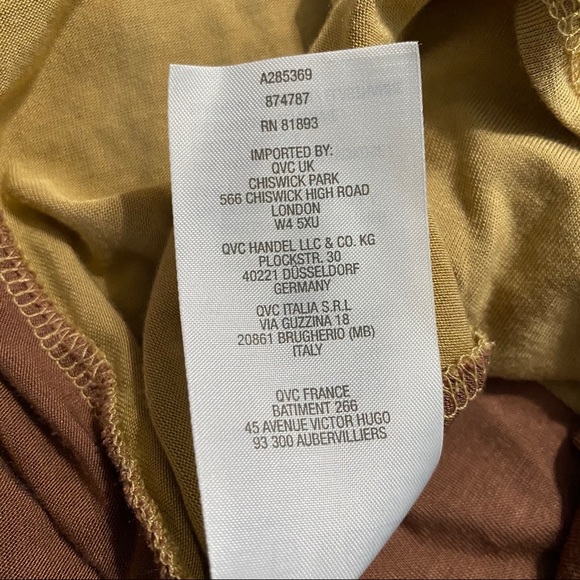 A285369
874787
RN 81893
IMPORTED BY:
QVC UK
CHISWICK PARK
566 CHISWICK HIGH ROAD
LONDON
W4 5XU
QVC HANDEL LLC & CO. KG
PLOCKSTR. 30
40221 DÜSSELDORF
GERMANY
QVC ITALIA S.R.L
VIA GUZZINA 18
20861 BRUGHERIO (MB)
ITALY
QVC FRANCE
BATIMENT 266
45 AVENUE VICTOR HUGO
93 300 AUBERVILLIERS